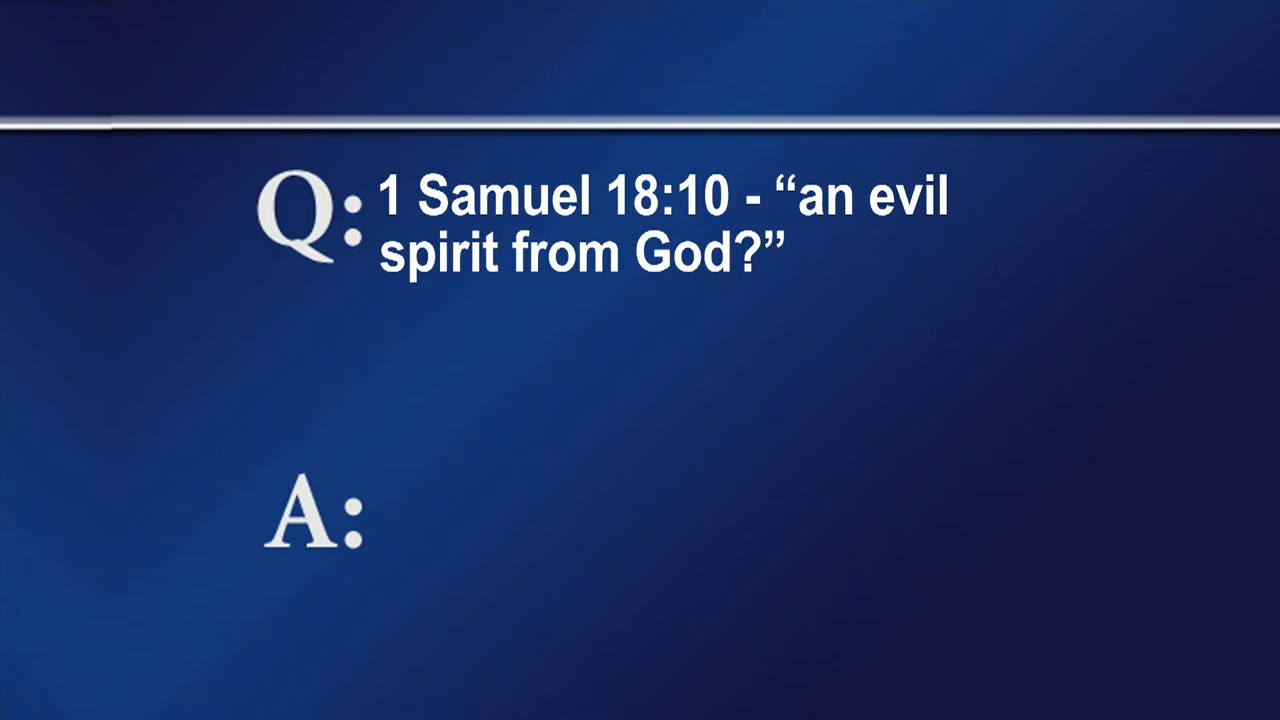 Q: 1 Samuel 18:10 - “an evil
spirit from God?”
A: